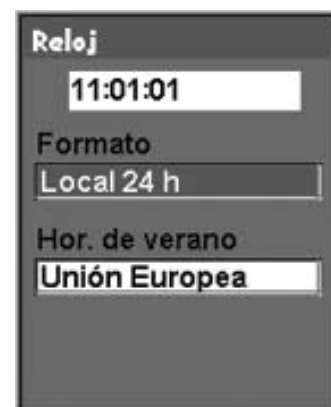 Reloj
11:01:01
Formato
Local 24 h
Hor. de verano
Unión Europea